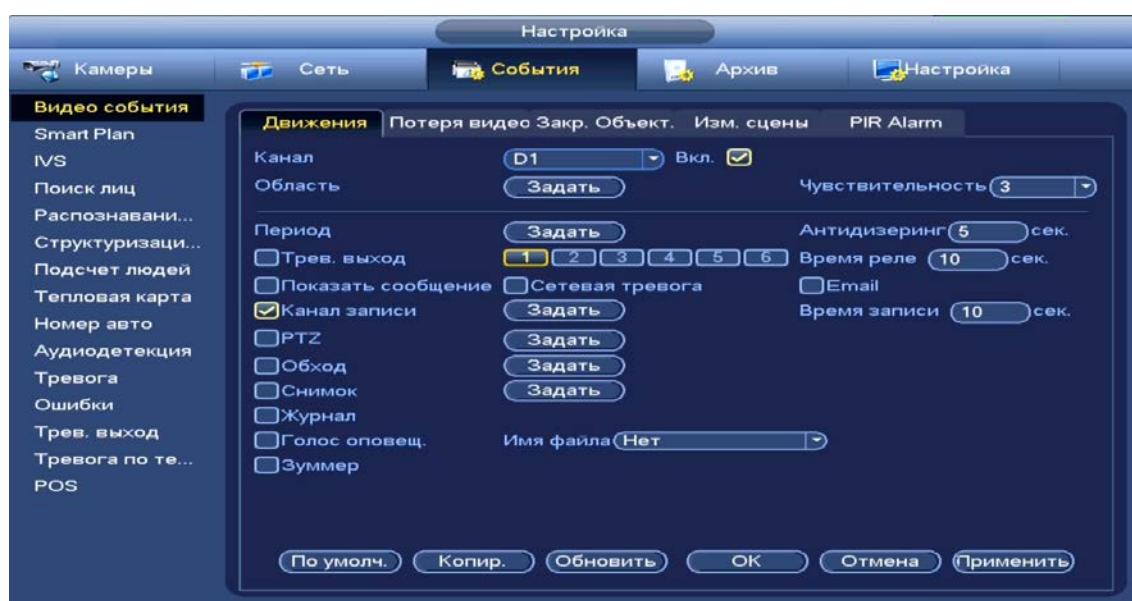 Настройка
Камеры Сеть События Архив Настройка
Видео события
Smart Plan
IVS
Поиск лиц
Распознавани...
Структуризаци...
Подсчет людей
Тепловая карта
Номер авто
Аудиодетекция
Тревога
Ошибки
Трев. выход
Тревога по те...
POS
Движения Потеря видео Закр. Объект. Изм. сцены PIR Alarm
Канал D1 Вкл.
Область Задать Чувствительность 3
Период Задать Антидизеринг 5 сек.
Трев. выход 1 2 3 4 5 6 Время реле 10 сек.
Показать сообщение Сетевая тревога Email
Канал записи Задать Время записи 10 сек.
PTZ Задать
Обход Задать
Снимок Задать
Журнал
Голос оповещ. Имя файла Нет
Зуммер
По умолч. Копир. Обновить OK Отмена Применить